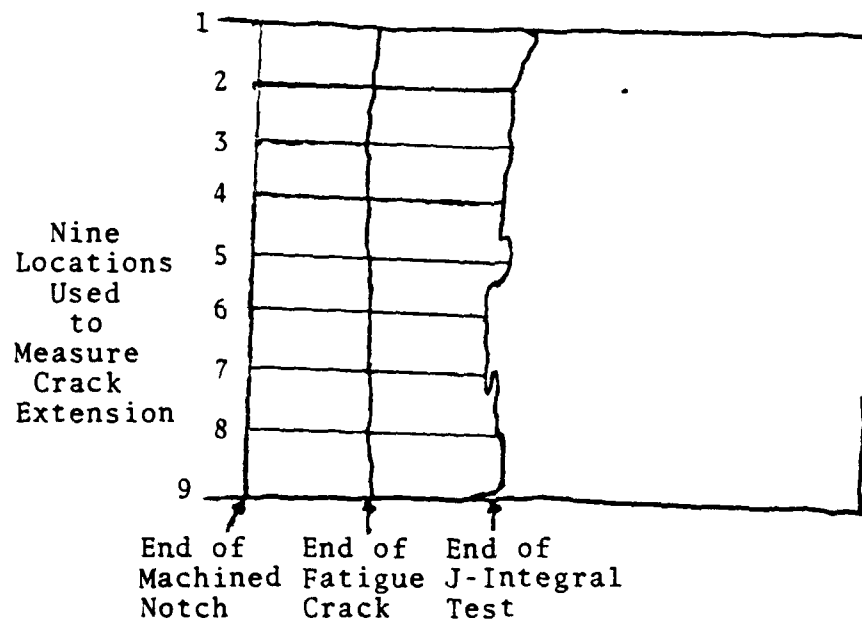 1
2
3
4
5
6
7
8
9
Nine
Locations
Used
to
Measure
Crack
Extension
End of
Machined
Notch
End of
Fatigue
Crack
End of
J-Integral
Test